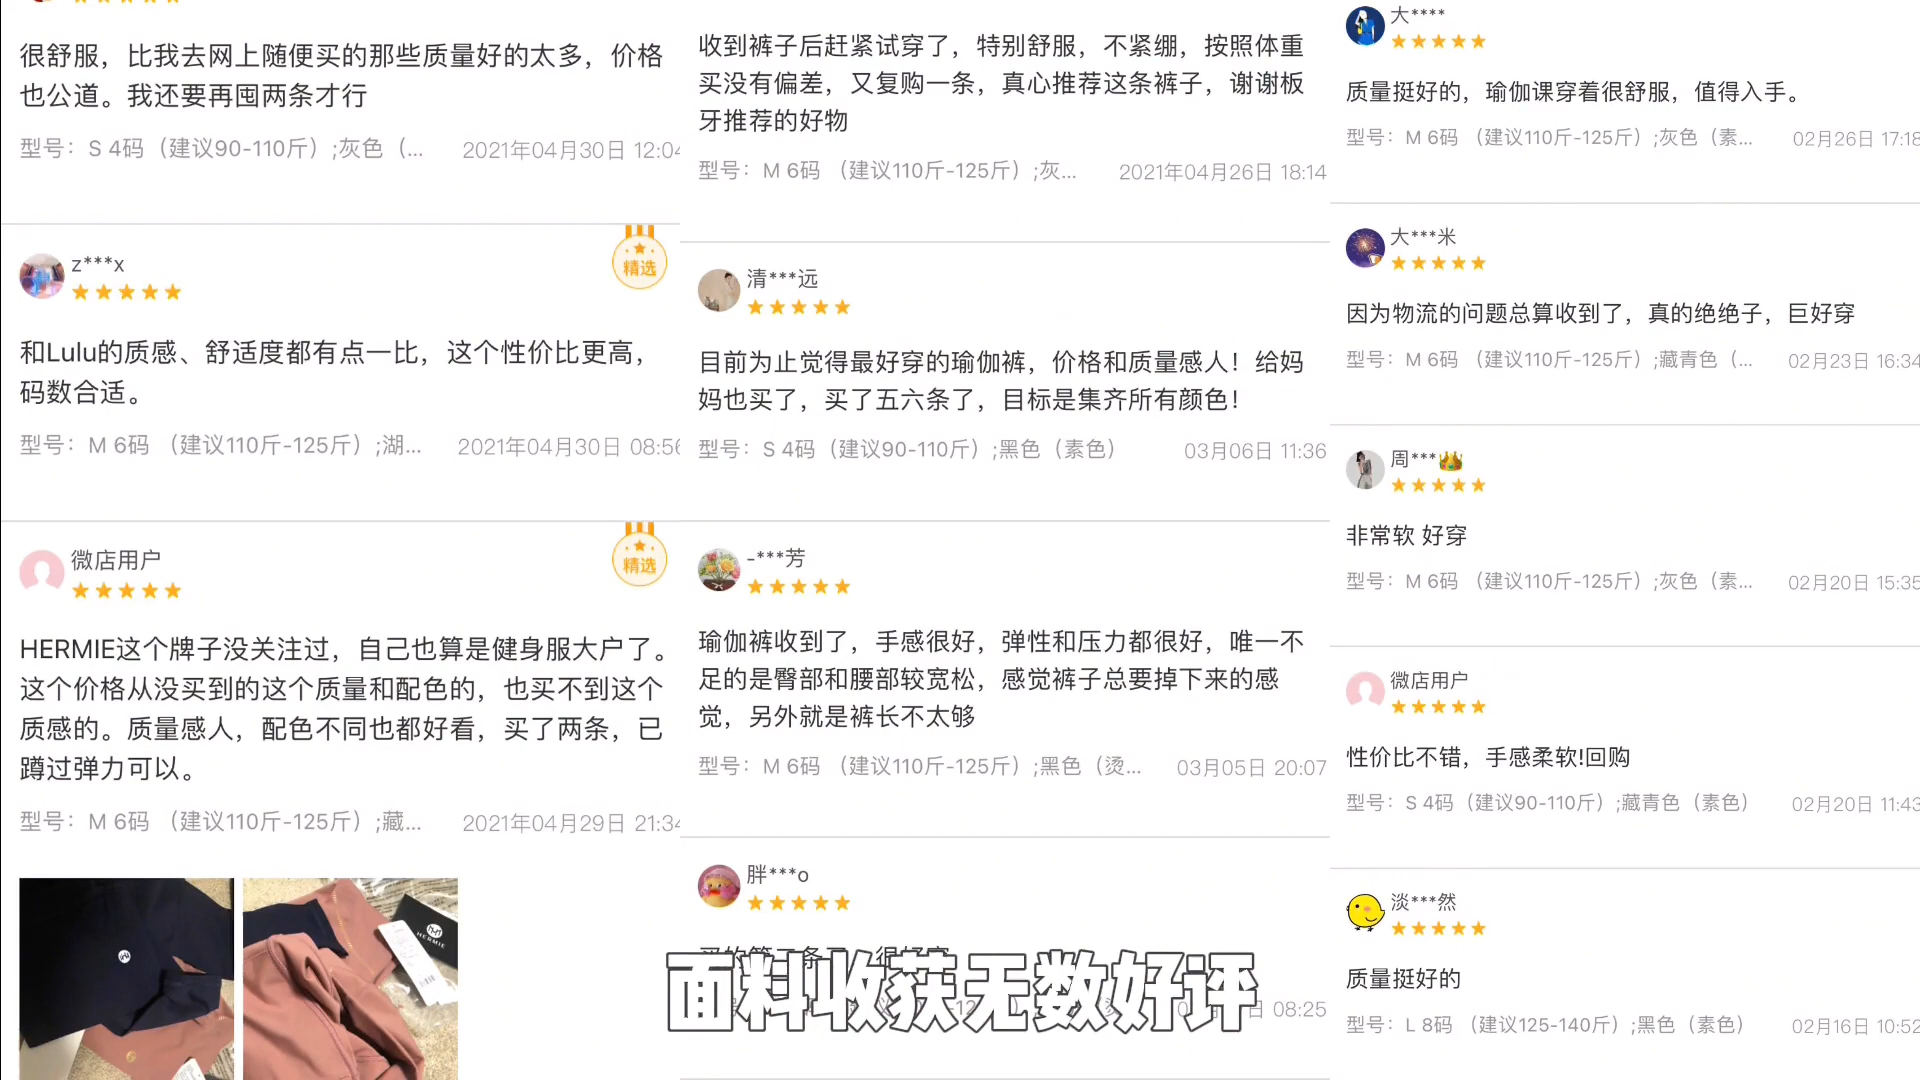 很舒服，比我去网上随便买的那些质量好的太多，价格
也公道。我还要再囤两条才行
型号：S 4码（建议90-110斤）;灰色（...
2021年04月30日 12:04
z***x
精选
和Lulu的质感、舒适度都有点一比，这个性价比更高，
码数合适。
型号：M 6码 （建议110斤-125斤）;湖...
2021年04月30日 08:56
微店用户
精选
HERMIE这个牌子没关注过，自己也算是健身服大户了。
这个价格从没买到的这个质量和配色的，也买不到这个
质感的。质量感人，配色不同也都好看，买了两条，已
蹲过弹力可以。
型号：M 6码 （建议110斤-125斤）;藏...
2021年04月29日 21:34
HERMIE
收到裤子后赶紧试穿了，特别舒服，不紧绷，按照体重
买没有偏差，又复购一条，真心推荐这条裤子，谢谢板
牙推荐的好物
型号：M 6码 （建议110斤-125斤）;灰...
2021年04月26日 18:14
清***远
目前为止觉得最好穿的瑜伽裤，价格和质量感人！给妈
妈也买了，买了五六条了，目标是集齐所有颜色！
型号：S 4码（建议90-110斤）;黑色（素色）
03月06日 11:36
-***芳
瑜伽裤收到了，手感很好，弹性和压力都很好，唯一不
足的是臀部和腰部较宽松，感觉裤子总要掉下来的感
觉，另外就是裤长不太够
型号：M 6码 （建议110斤-125斤）;黑色（烫...
03月05日 20:07
胖***o
面料收获无数好评
日 08:25
大****
质量挺好的，瑜伽课穿着很舒服，值得入手。
型号：M 6码 （建议110斤-125斤）;灰色（素...
02月26日 17:18
大***米
因为物流的问题总算收到了，真的绝绝子，巨好穿
型号：M 6码 （建议110斤-125斤）;藏青色（...
02月23日 16:34
周***👑
非常软 好穿
型号：M 6码 （建议110斤-125斤）;灰色（素...
02月20日 15:35
微店用户
性价比不错，手感柔软!回购
型号：S 4码（建议90-110斤）;藏青色（素色）
02月20日 11:43
淡***然
质量挺好的
型号：L 8码 （建议125-140斤）;黑色（素色）
02月16日 10:52